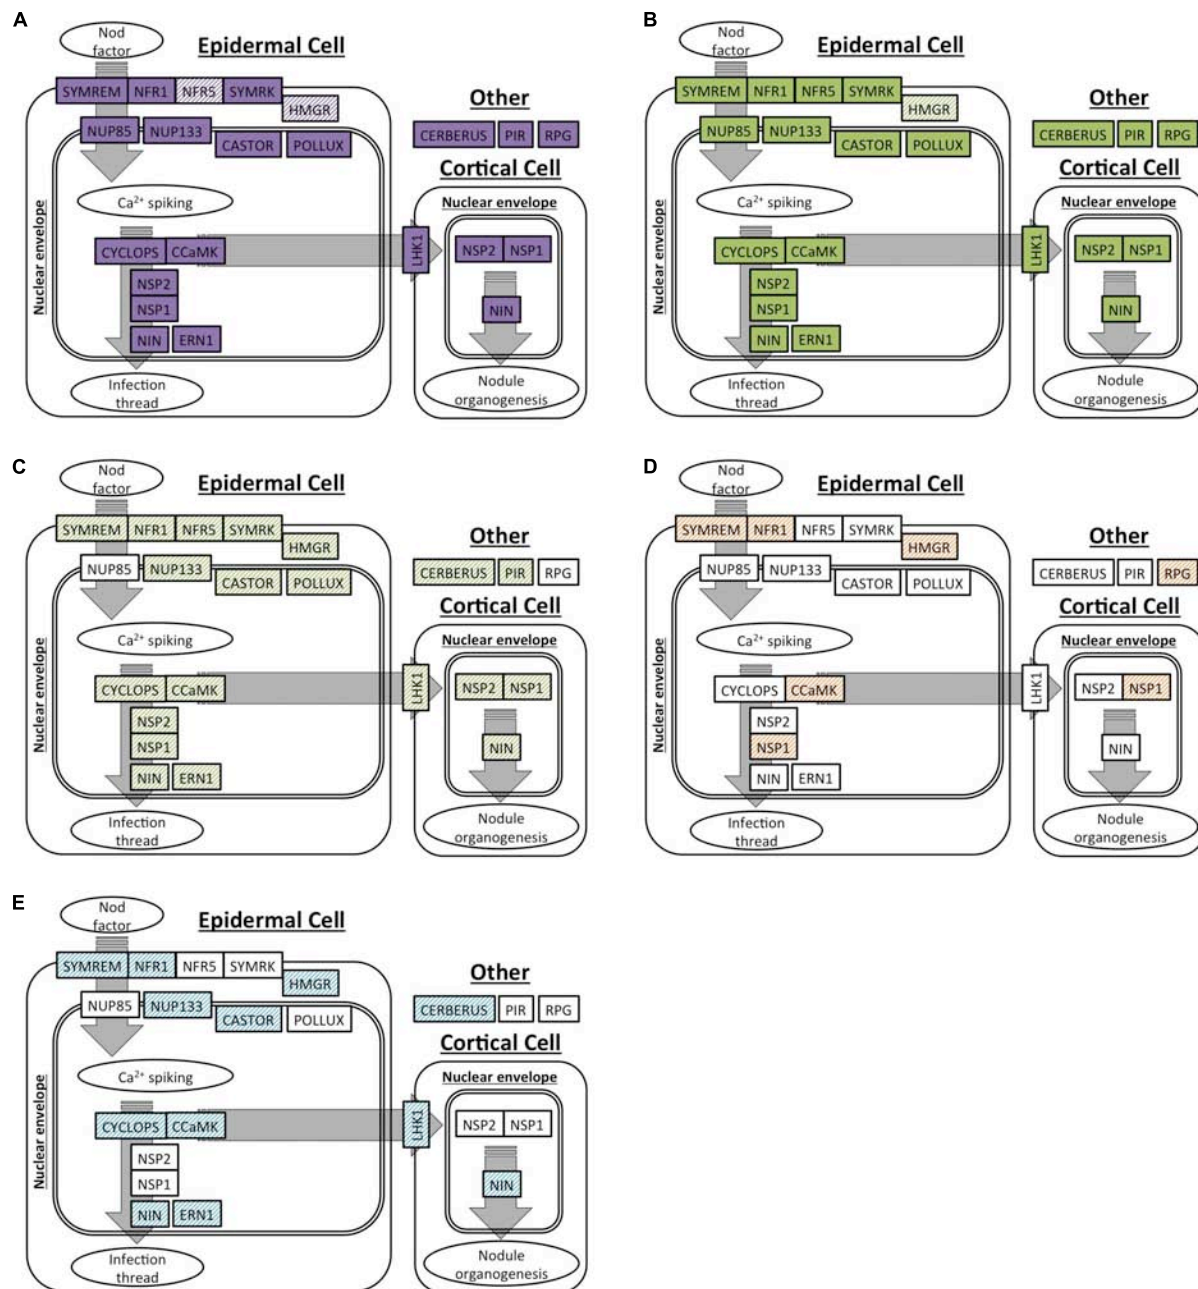 A
Nod
factor
Epidermal Cell
SYMREM NFR1 NFR5 SYMRK
HMGR
NUP85 NUP133
CASTOR POLLUX
Ca²⁺ spiking
CYCLOPS CCaMK
NSP2
NSP1
NIN ERN1
Infection
thread
Nuclear envelope
Other
CERBERUS PIR RPG
Cortical Cell
Nuclear envelope
LHK1
NSP2 NSP1
NIN
Nodule
organogenesis
B
Nod
factor
Epidermal Cell
SYMREM NFR1 NFR5 SYMRK
HMGR
NUP85 NUP133
CASTOR POLLUX
Ca²⁺ spiking
CYCLOPS CCaMK
NSP2
NSP1
NIN ERN1
Infection
thread
Nuclear envelope
Other
CERBERUS PIR RPG
Cortical Cell
Nuclear envelope
LHK1
NSP2 NSP1
NIN
Nodule
organogenesis
C
Nod
factor
Epidermal Cell
SYMREM NFR1 NFR5 SYMRK
HMGR
NUP85 NUP133
CASTOR POLLUX
Ca²⁺ spiking
CYCLOPS CCaMK
NSP2
NSP1
NIN ERN1
Infection
thread
Nuclear envelope
Other
CERBERUS PIR RPG
Cortical Cell
Nuclear envelope
LHK1
NSP2 NSP1
NIN
Nodule
organogenesis
D
Nod
factor
Epidermal Cell
SYMREM NFR1 NFR5 SYMRK
HMGR
NUP85 NUP133
CASTOR POLLUX
Ca²⁺ spiking
CYCLOPS CCaMK
NSP2
NSP1
NIN ERN1
Infection
thread
Nuclear envelope
Other
CERBERUS PIR RPG
Cortical Cell
Nuclear envelope
LHK1
NSP2 NSP1
NIN
Nodule
organogenesis
E
Nod
factor
Epidermal Cell
SYMREM NFR1 NFR5 SYMRK
HMGR
NUP85 NUP133
CASTOR POLLUX
Ca²⁺ spiking
CYCLOPS CCaMK
NSP2
NSP1
NIN ERN1
Infection
thread
Nuclear envelope
Other
CERBERUS PIR RPG
Cortical Cell
Nuclear envelope
LHK1
NSP2 NSP1
NIN
Nodule
organogenesis